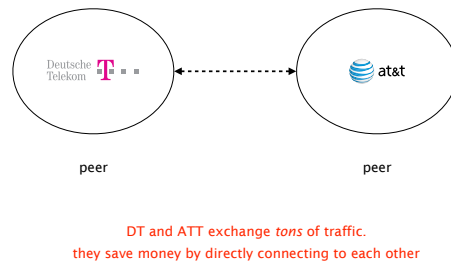 Deutsche
Telekom T
at&t
peer
peer
DT and ATT exchange tons of traffic.
they save money by directly connecting to each other